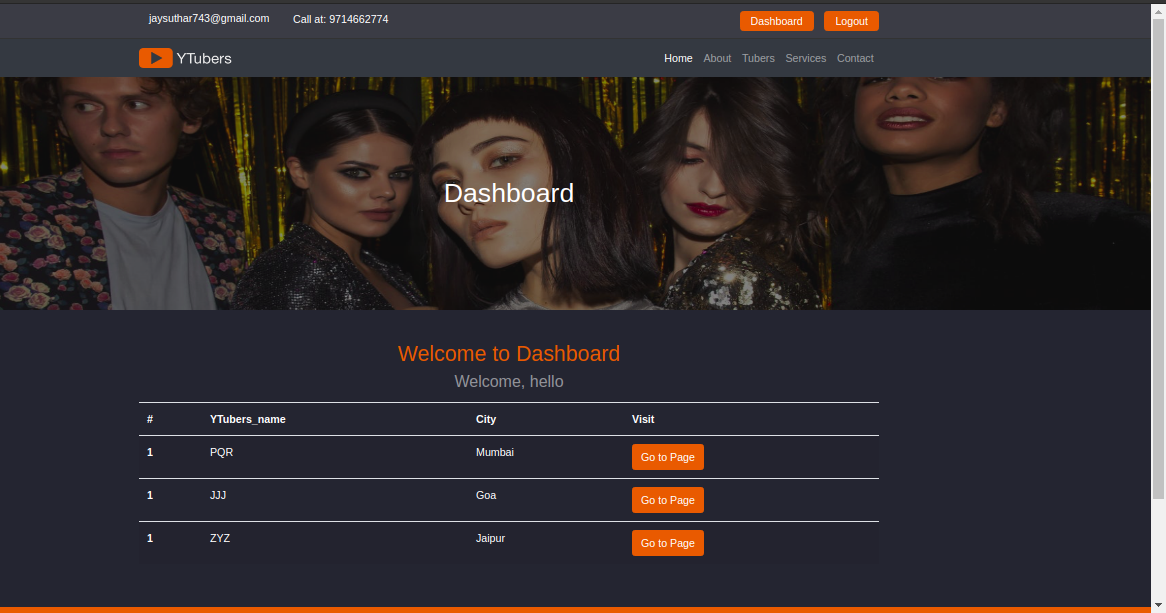 jaysuthar743@gmail.com Call at: 9714662774 Dashboard Logout
YTubers Home About Tubers Services Contact
Dashboard
Welcome to Dashboard
Welcome, hello
# YTubers_name City Visit
1 PQR Mumbai Go to Page
1 JJJ Goa Go to Page
1 ZYZ Jaipur Go to Page